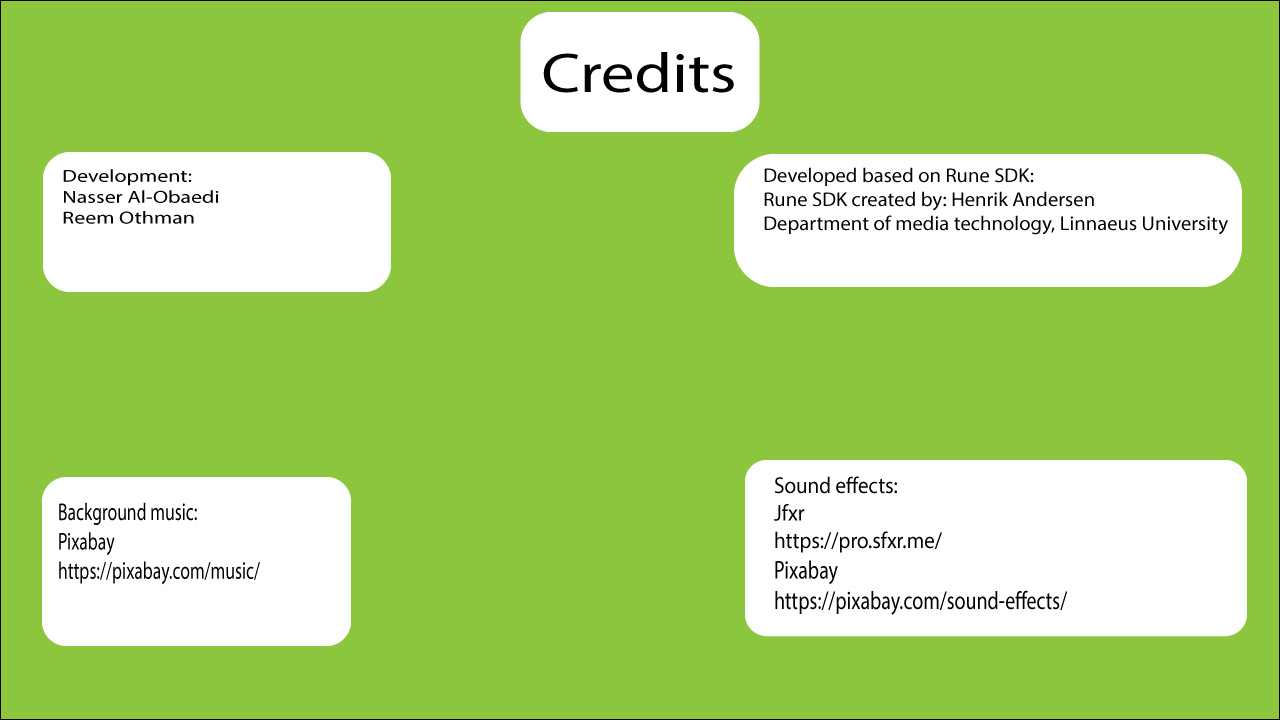 Credits
Development:
Nasser Al-Obaedi
Reem Othman
Developed based on Rune SDK:
Rune SDK created by: Henrik Andersen
Department of media technology, Linnaeus University
Background music:
Pixabay
https://pixabay.com/music/
Sound effects:
Jfxr
https://pro.sfxr.me/
Pixabay
https://pixabay.com/sound-effects/